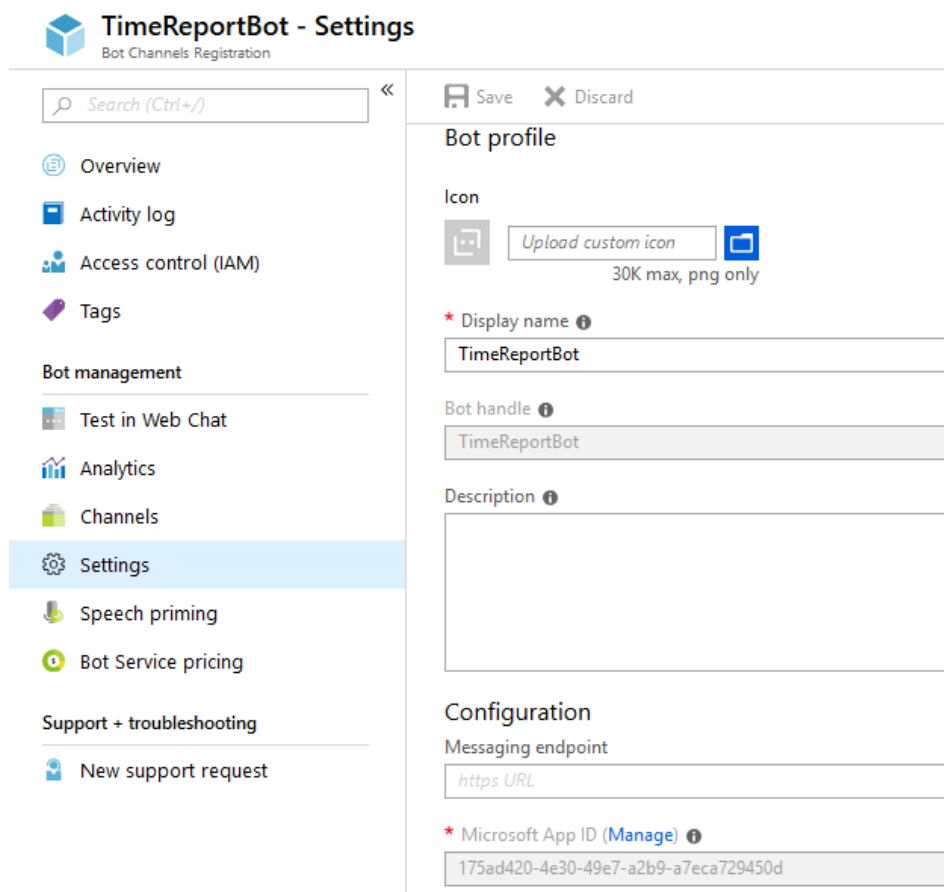 TimeReportBot - Settings
Bot Channels Registration
Search (Ctrl+/)
Overview
Activity log
Access control (IAM)
Tags
Bot management
Test in Web Chat
Analytics
Channels
Settings
Speech priming
Bot Service pricing
Support + troubleshooting
New support request
Save Discard
Bot profile
Icon
Upload custom icon
30K max, png only
* Display name
TimeReportBot
Bot handle
TimeReportBot
Description
Configuration
Messaging endpoint
https URL
* Microsoft App ID (Manage)
175ad420-4e30-49e7-a2b9-a7eca729450d